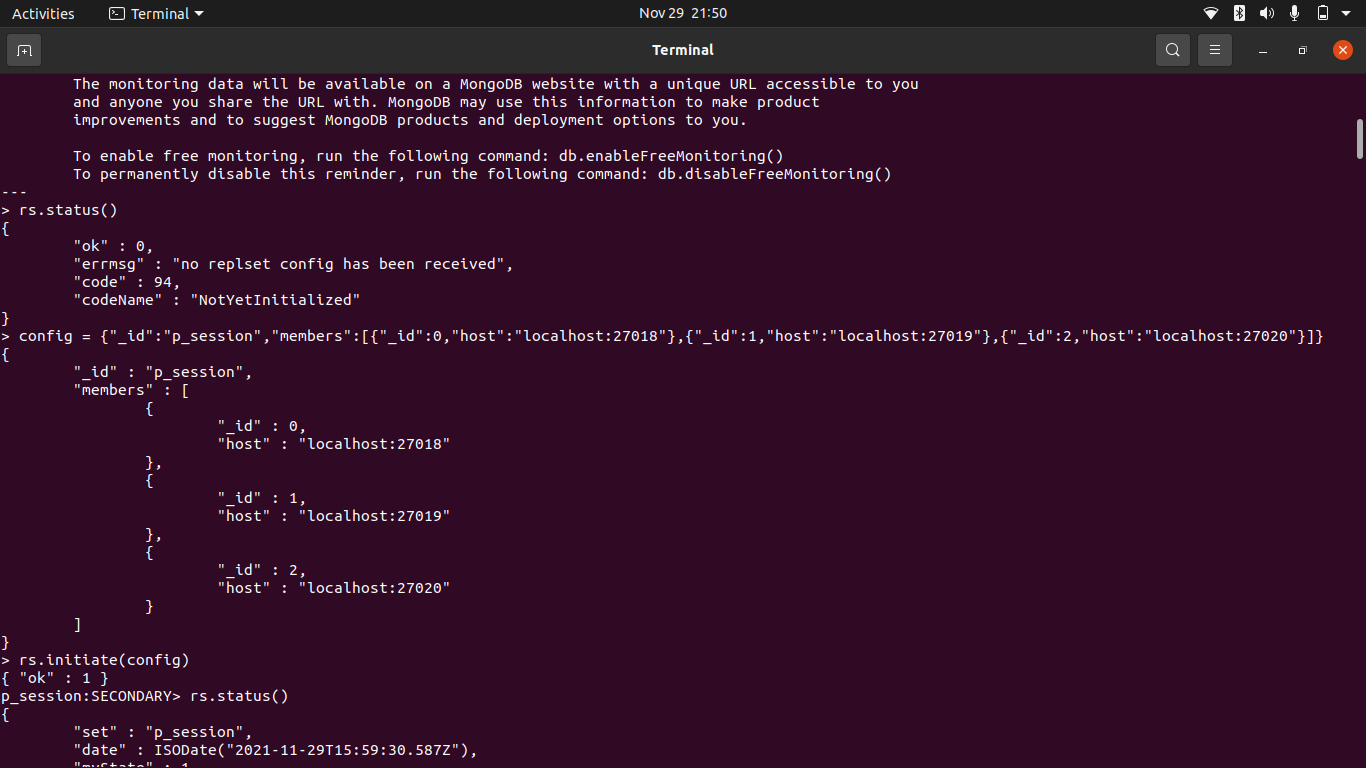 Activities
Terminal
Nov 29 21:50
Terminal
The monitoring data will be available on a MongoDB website with a unique URL accessible to you
and anyone you share the URL with. MongoDB may use this information to make product
improvements and to suggest MongoDB products and deployment options to you.
To enable free monitoring, run the following command: db.enableFreeMonitoring()
To permanently disable this reminder, run the following command: db.disableFreeMonitoring()
---
> rs.status()
{
"ok" : 0,
"errmsg" : "no replset config has been received",
"code" : 94,
"codeName" : "NotYetInitialized"
}
> config = {"_id":"p_session","members":[{"_id":0,"host":"localhost:27018"},{"_id":1,"host":"localhost:27019"},{"_id":2,"host":"localhost:27020"}]}
{
"_id" : "p_session",
"members" : [
{
"_id" : 0,
"host" : "localhost:27018"
},
{
"_id" : 1,
"host" : "localhost:27019"
},
{
"_id" : 2,
"host" : "localhost:27020"
}
]
}
> rs.initiate(config)
{ "ok" : 1 }
p_session:SECONDARY> rs.status()
{
"set" : "p_session",
"date" : ISODate("2021-11-29T15:59:30.587Z"),
"myState" : 1